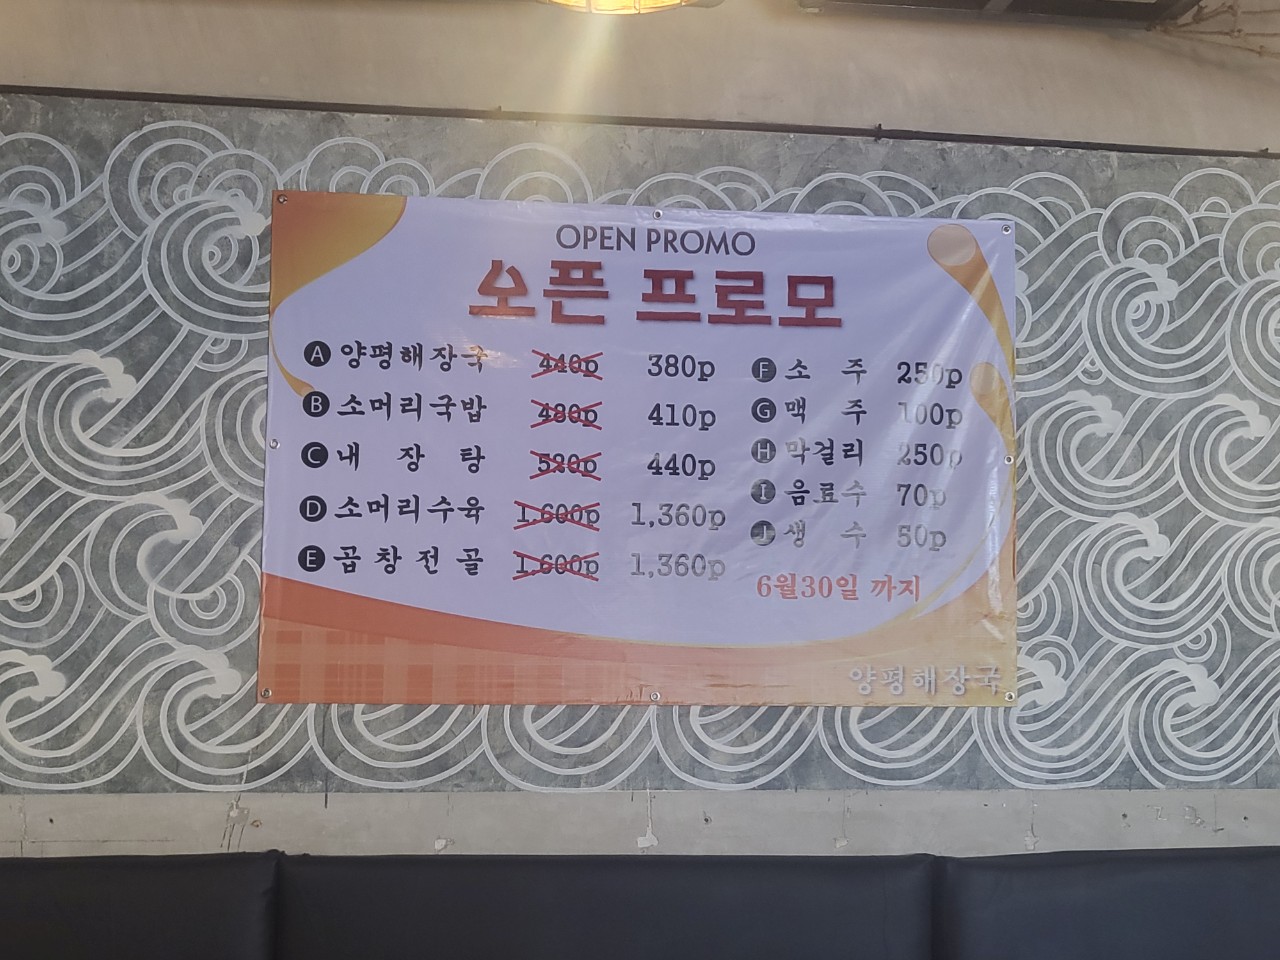 OPEN PROMO
오픈 프로모
A 양평해장국 440p 380p
B 소머리국밥 480p 410p
C 내 장 탕 520p 440p
D 소머리수육 1,600p 1,360p
E 곱창전골 1,600p 1,360p
F 소 주 250p
G 맥 주 100p
H 막걸리 250p
I 음료수 70p
J 생 수 50p
6월30일 까지
양평해장국